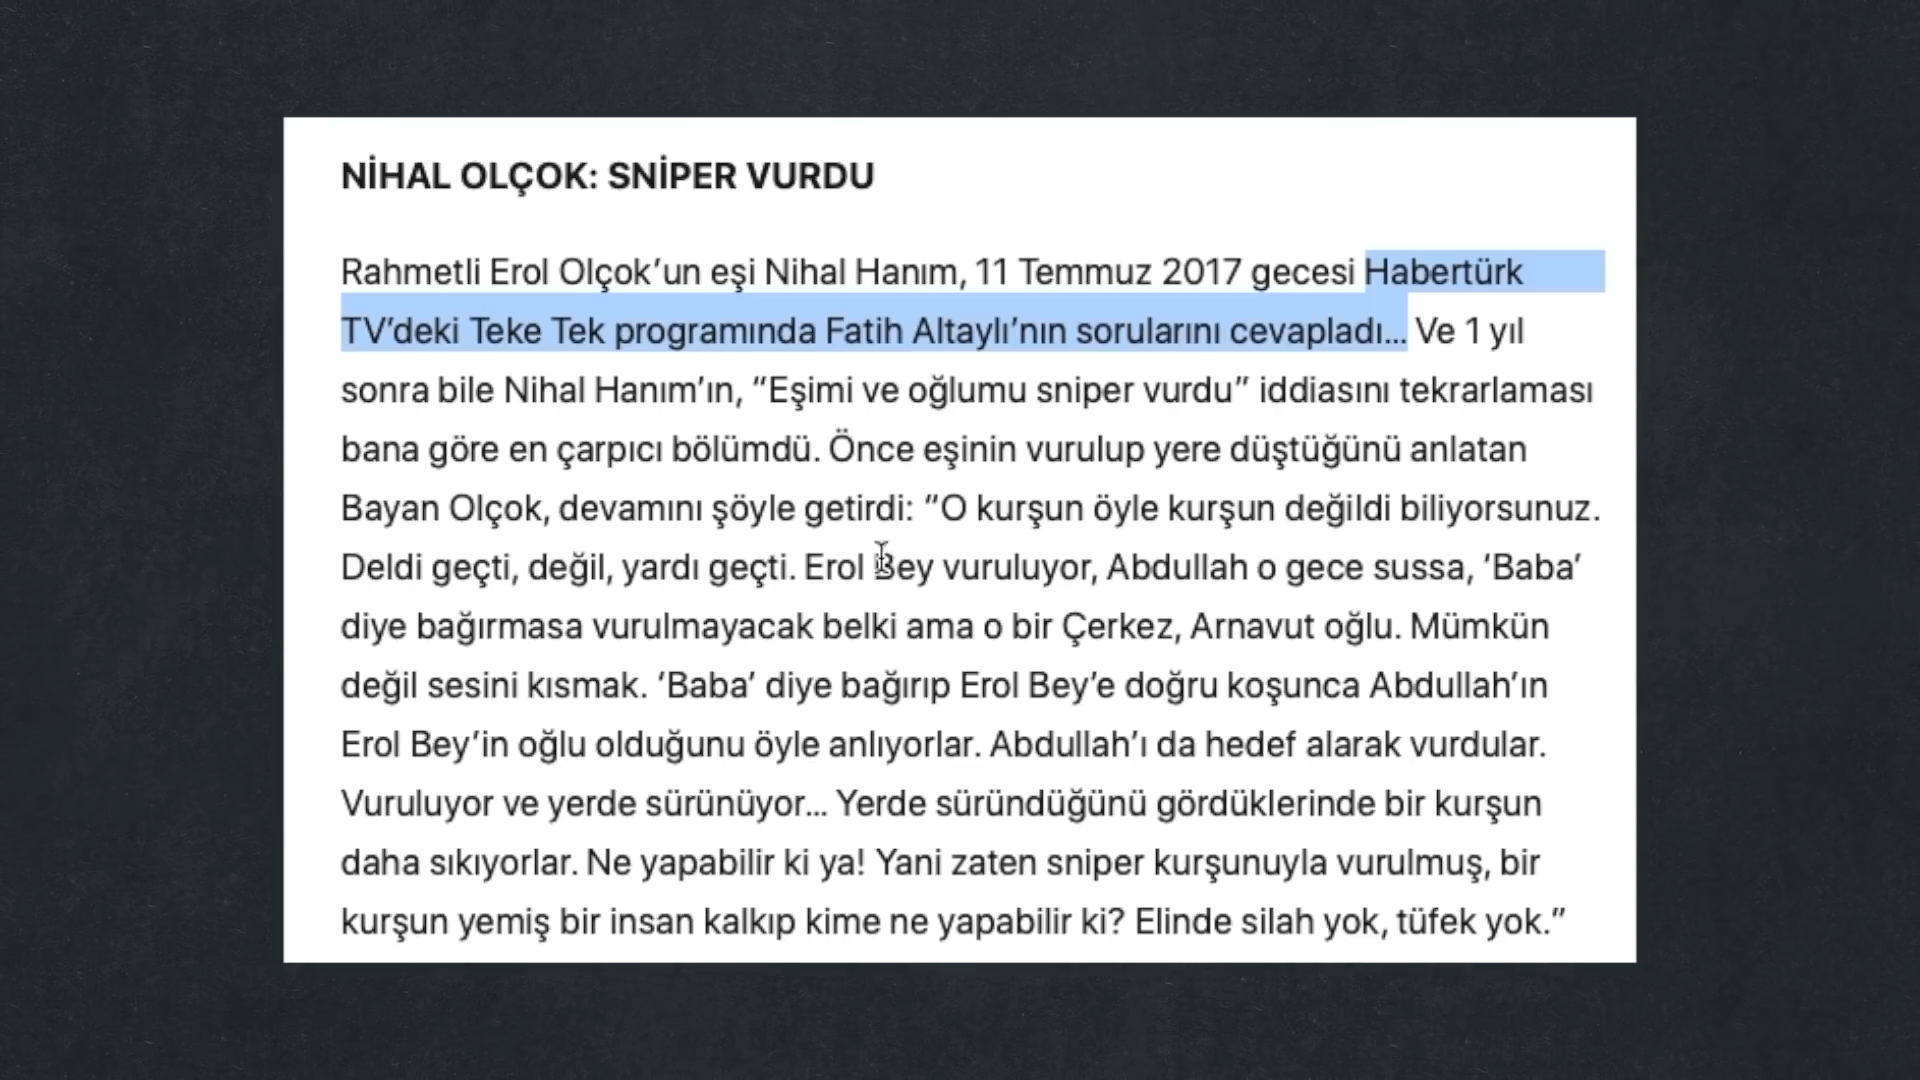 NİHAL OLÇOK: SNİPER VURDU
Rahmetli Erol Olçok’un eşi Nihal Hanım, 11 Temmuz 2017 gecesi Habertürk
TV’deki Teke Tek programında Fatih Altaylı’nın sorularını cevapladı... Ve 1 yıl
sonra bile Nihal Hanım’ın, “Eşimi ve oğlumu sniper vurdu” iddiasını tekrarlaması
bana göre en çarpıcı bölümdü. Önce eşinin vurulup yere düştüğünü anlatan
Bayan Olçok, devamını şöyle getirdi: “O kurşun öyle kurşun değildi biliyorsunuz.
Deldi geçti, değil, yardı geçti. Erol Bey vuruluyor, Abdullah o gece sussa, ‘Baba’
diye bağırmasa vurulmayacak belki ama o bir Çerkez, Arnavut oğlu. Mümkün
değil sesini kısmak. ‘Baba’ diye bağırıp Erol Bey’e doğru koşunca Abdullah’ın
Erol Bey’in oğlu olduğunu öyle anlıyorlar. Abdullah’ı da hedef alarak vurdular.
Vuruluyor ve yerde sürünüyor... Yerde süründüğünü gördüklerinde bir kurşun
daha sıkıyorlar. Ne yapabilir ki ya! Yani zaten sniper kurşunuyla vurulmuş, bir
kurşun yemiş bir insan kalkıp kime ne yapabilir ki? Elinde silah yok, tüfek yok.”